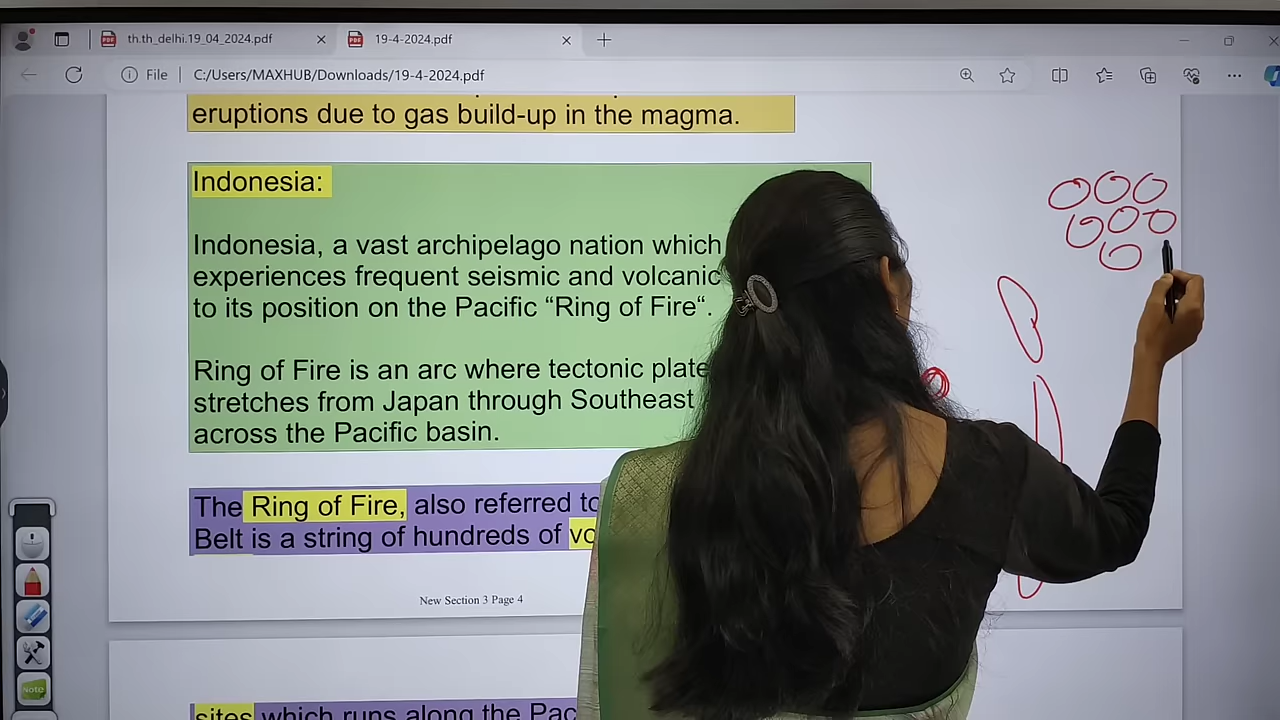 th.th_delhi.19_04_2024.pdf
19-4-2024.pdf
File
C:/Users/MAXHUB/Downloads/19-4-2024.pdf
eruptions due to gas build-up in the magma.
Indonesia:
Indonesia, a vast archipelago nation which
experiences frequent seismic and volcanic
to its position on the Pacific “Ring of Fire“.
Ring of Fire is an arc where tectonic plate
stretches from Japan through Southeast
across the Pacific basin.
The Ring of Fire, also referred to
Belt is a string of hundreds of
New Section 3 Page 4
sites which runs along the Pac
Note